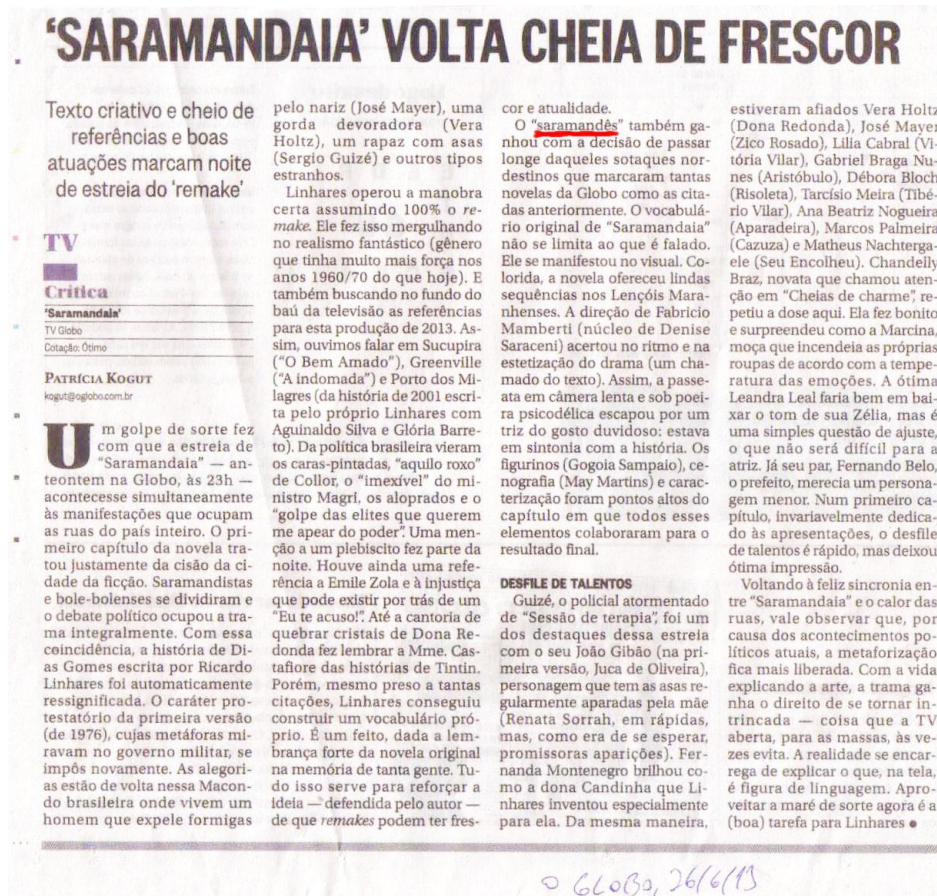 'SARAMANDAIA' VOLTA CHEIA DE FRESCOR
Texto criativo e cheio de
referências e boas
atuações marcam noite
de estreia do 'remake'
TV
Crítica
'Saramandaia'
TV Globo
Cotação: Ótimo
PATRÍCIA KOGUT
kogut@oglobo.com.br
Um golpe de sorte fez
com que a estreia de
"Saramandaia" — an-
teontem na Globo, às 23h —
acontecesse simultaneamente
às manifestações que ocupam
as ruas do país inteiro. O pri-
meiro capítulo da novela tra-
tou justamente da cisão da ci-
dade da ficção. Saramandistas
e bole-bolenses se dividiram e
o debate político ocupou a tra-
ma integralmente. Com essa
coincidência, a história de Di-
as Gomes escrita por Ricardo
Linhares foi automaticamente
ressignificada. O caráter pro-
testatório da primeira versão
(de 1976), cujas metáforas mi-
ravam no governo militar, se
impôs novamente. As alegori-
as estão de volta nessa Macon-
do brasileira onde vivem um
homem que expele formigas
pelo nariz (José Mayer), uma
gorda devoradora (Vera
Holtz), um rapaz com asas
(Sergio Guizé) e outros tipos
estranhos.
Linhares operou a manobra
certa assumindo 100% o re-
make. Ele fez isso mergulhando
no realismo fantástico (gênero
que tinha muito mais força nos
anos 1960/70 do que hoje). E
também buscando no fundo do
baú da televisão as referências
para esta produção de 2013. As-
sim, ouvimos falar em Sucupira
("O Bem Amado"), Greenville
("A indomada") e Porto dos Mi-
lagres (da história de 2001 escri-
ta pelo próprio Linhares com
Aguinaldo Silva e Glória Barre-
to). Da política brasileira vieram
os caras-pintadas, "aquilo roxo"
de Collor, o "imexível" do mi-
nistro Magri, os aloprados e o
"golpe das elites que querem
me apear do poder". Uma men-
ção a um plebiscito fez parte da
noite. Houve ainda uma refe-
rência a Emile Zola e à injustiça
que pode existir por trás de um
"Eu te acuso!". Até a cantoria de
quebrar cristais de Dona Re-
donda fez lembrar a Mme. Cas-
tafiore das histórias de Tintin.
Porém, mesmo preso a tantas
citações, Linhares conseguiu
construir um vocabulário pró-
prio. É um feito, dada a lem-
brança forte da novela original
na memória de tanta gente. Tu-
do isso serve para reforçar a
ideia — defendida pelo autor —
de que remakes podem ter fres-
cor e atualidade.
O "saramandês" também ga-
nhou com a decisão de passar
longe daqueles sotaques nor-
destinos que marcaram tantas
novelas da Globo como as cita-
das anteriormente. O vocabulá-
rio original de "Saramandaia"
não se limita ao que é falado.
Ele se manifestou no visual. Co-
lorida, a novela ofereceu lindas
sequências nos Lençóis Mara-
nhenses. A direção de Fabricio
Mamberti (núcleo de Denise
Saraceni) acertou no ritmo e na
estetização do drama (um cha-
mado do texto). Assim, a passe-
ata em câmera lenta e sob poei-
ra psicodélica escapou por um
triz do gosto duvidoso: estava
em sintonia com a história. Os
figurinos (Gogoia Sampaio), ce-
nografia (May Martins) e carac-
terização foram pontos altos do
capítulo em que todos esses
elementos colaboraram para o
resultado final.
DESFILE DE TALENTOS
Guizé, o policial atormentado
de "Sessão de terapia", foi um
dos destaques dessa estreia
com o seu João Gibão (na pri-
meira versão, Juca de Oliveira),
personagem que tem as asas re-
gularmente aparadas pela mãe
(Renata Sorrah, em rápidas,
mas, como era de se esperar,
promissoras aparições). Fer-
nanda Montenegro brilhou co-
mo a dona Candinha que Li-
nhares inventou especialmente
para ela. Da mesma maneira,
estiveram afiados Vera Holtz
(Dona Redonda), José Mayer
(Zico Rosado), Lilia Cabral (Vi-
tória Vilar), Gabriel Braga Nu-
nes (Aristóbulo), Débora Bloch
(Risoleta), Tarcísio Meira (Tibé-
rio Vilar), Ana Beatriz Nogueira
(Aparadeira), Marcos Palmeira
(Cazuza) e Matheus Nachterga-
ele (Seu Encolheu). Chandelly
Braz, novata que chamou aten-
ção em "Cheias de charme", re-
petiu a dose aqui. Ela fez bonito
e surpreendeu como a Marcina,
moça que incendeia as próprias
roupas de acordo com a tempe-
ratura das emoções. A ótima
Leandra Leal faria bem em bai-
xar o tom de sua Zélia, mas é
uma simples questão de ajuste,
o que não será difícil para a
atriz. Já seu par, Fernando Belo,
o prefeito, merecia um persona-
gem menor. Num primeiro ca-
pítulo, invariavelmente dedica-
do às apresentações, o desfile
de talentos é rápido, mas deixou
ótima impressão.
Voltando à feliz sincronia en-
tre "Saramandaia" e o calor das
ruas, vale observar que, por
causa dos acontecimentos po-
líticos atuais, a metaforização
fica mais liberada. Com a vida
explicando a arte, a trama ga-
nha o direito de se tornar in-
trincada — coisa que a TV
aberta, para as massas, às ve-
zes evita. A realidade se encar-
rega de explicar o que, na tela,
é figura de linguagem. Apro-
veitar a maré de sorte agora é a
(boa) tarefa para Linhares •
O GLOBO, 26/6/13